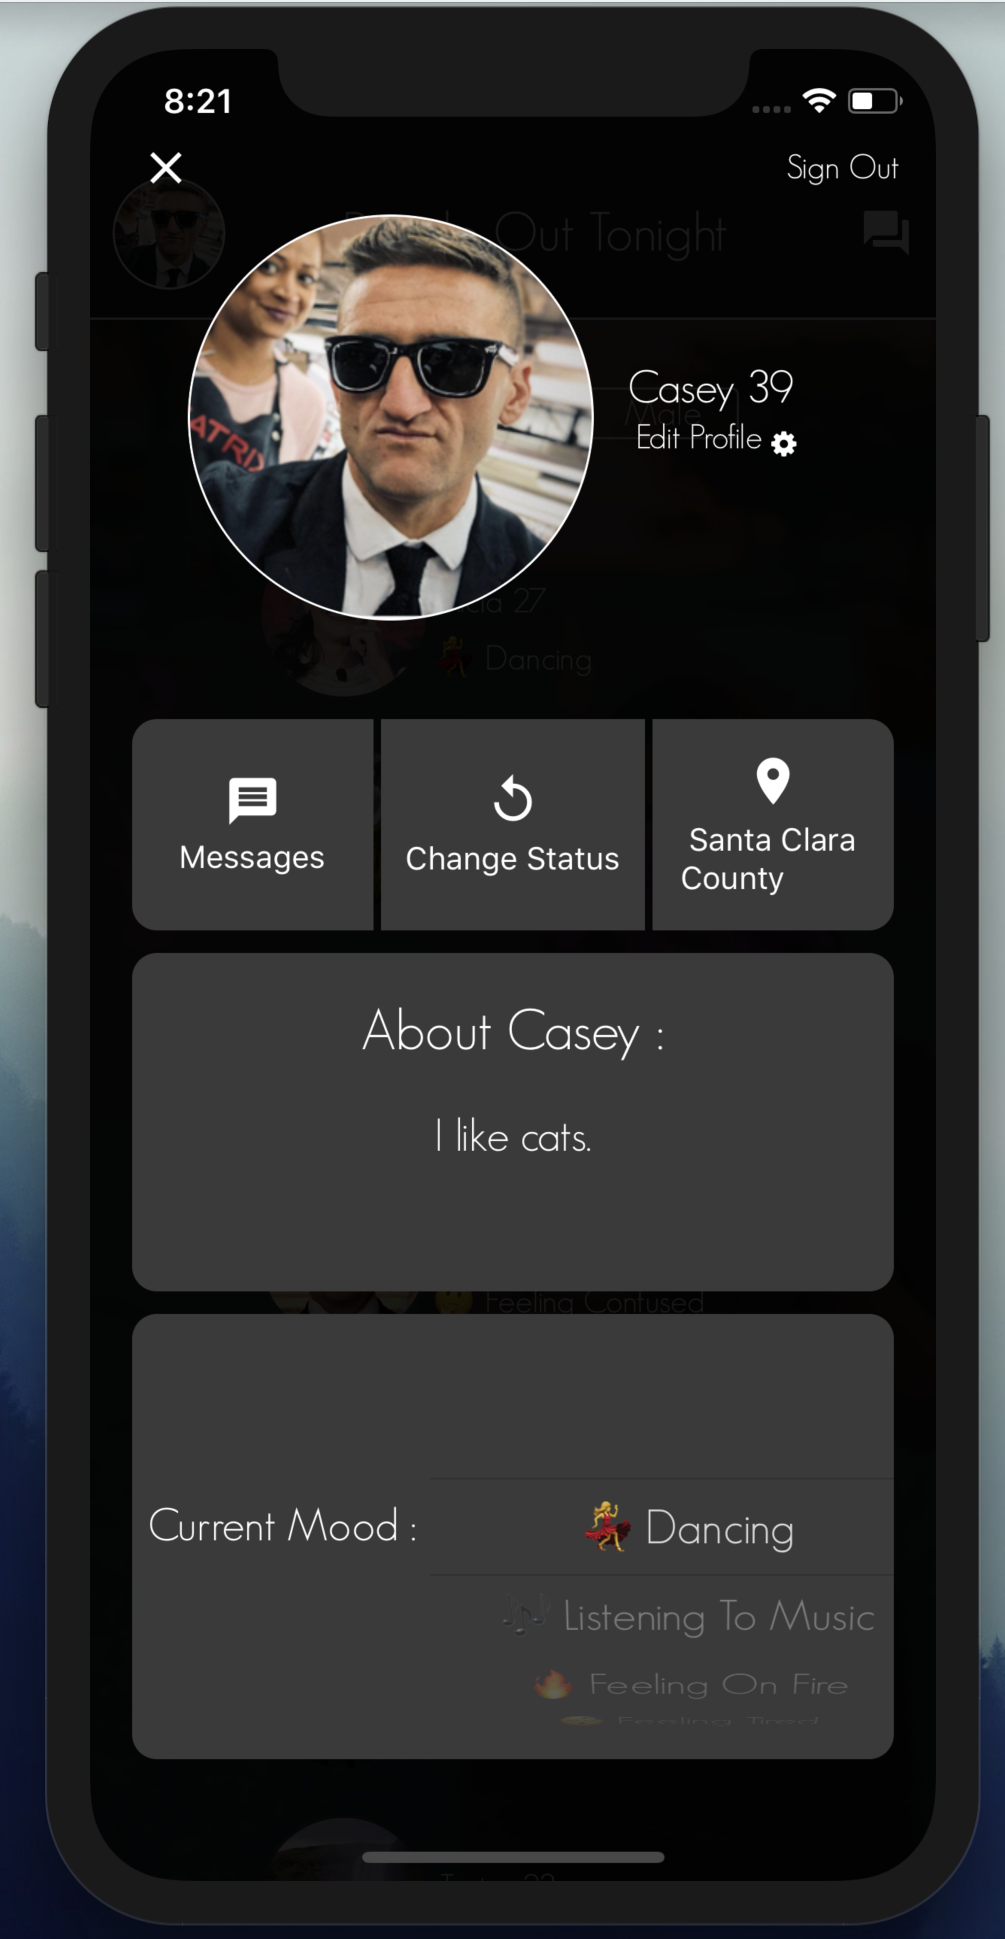 8:21
Sign Out
Out Tonight
Casey 39
Male
Edit Profile
27
Dancing
Messages
Change Status
Santa Clara
County
About Casey :
I like cats.
Feeling Confused
Current Mood :
Dancing
Listening To Music
Feeling On Fire
Feeling Tired